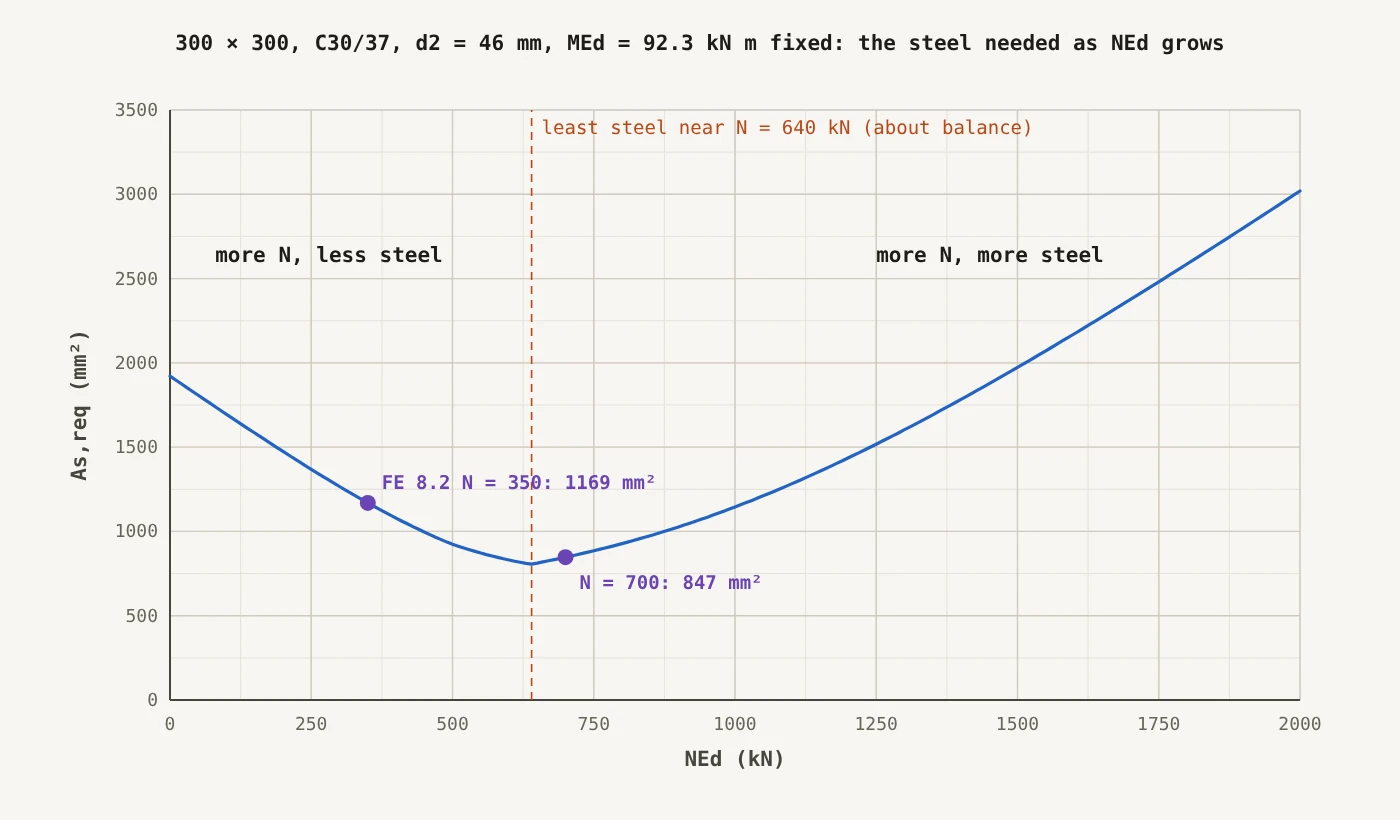 300 × 300, C30/37, d2 = 46 mm, MEd = 92.3 kN m fixed: the steel needed as NEd grows
3500
least steel near N = 640 kN (about balance)
3000
more N, less steel
more N, more steel
2500
As,req (mm²)
2000
1500
FE 8.2 N = 350: 1169 mm²
1000
N = 700: 847 mm²
500
0
0 250 500 750 1000 1250 1500 1750 2000
NEd (kN)